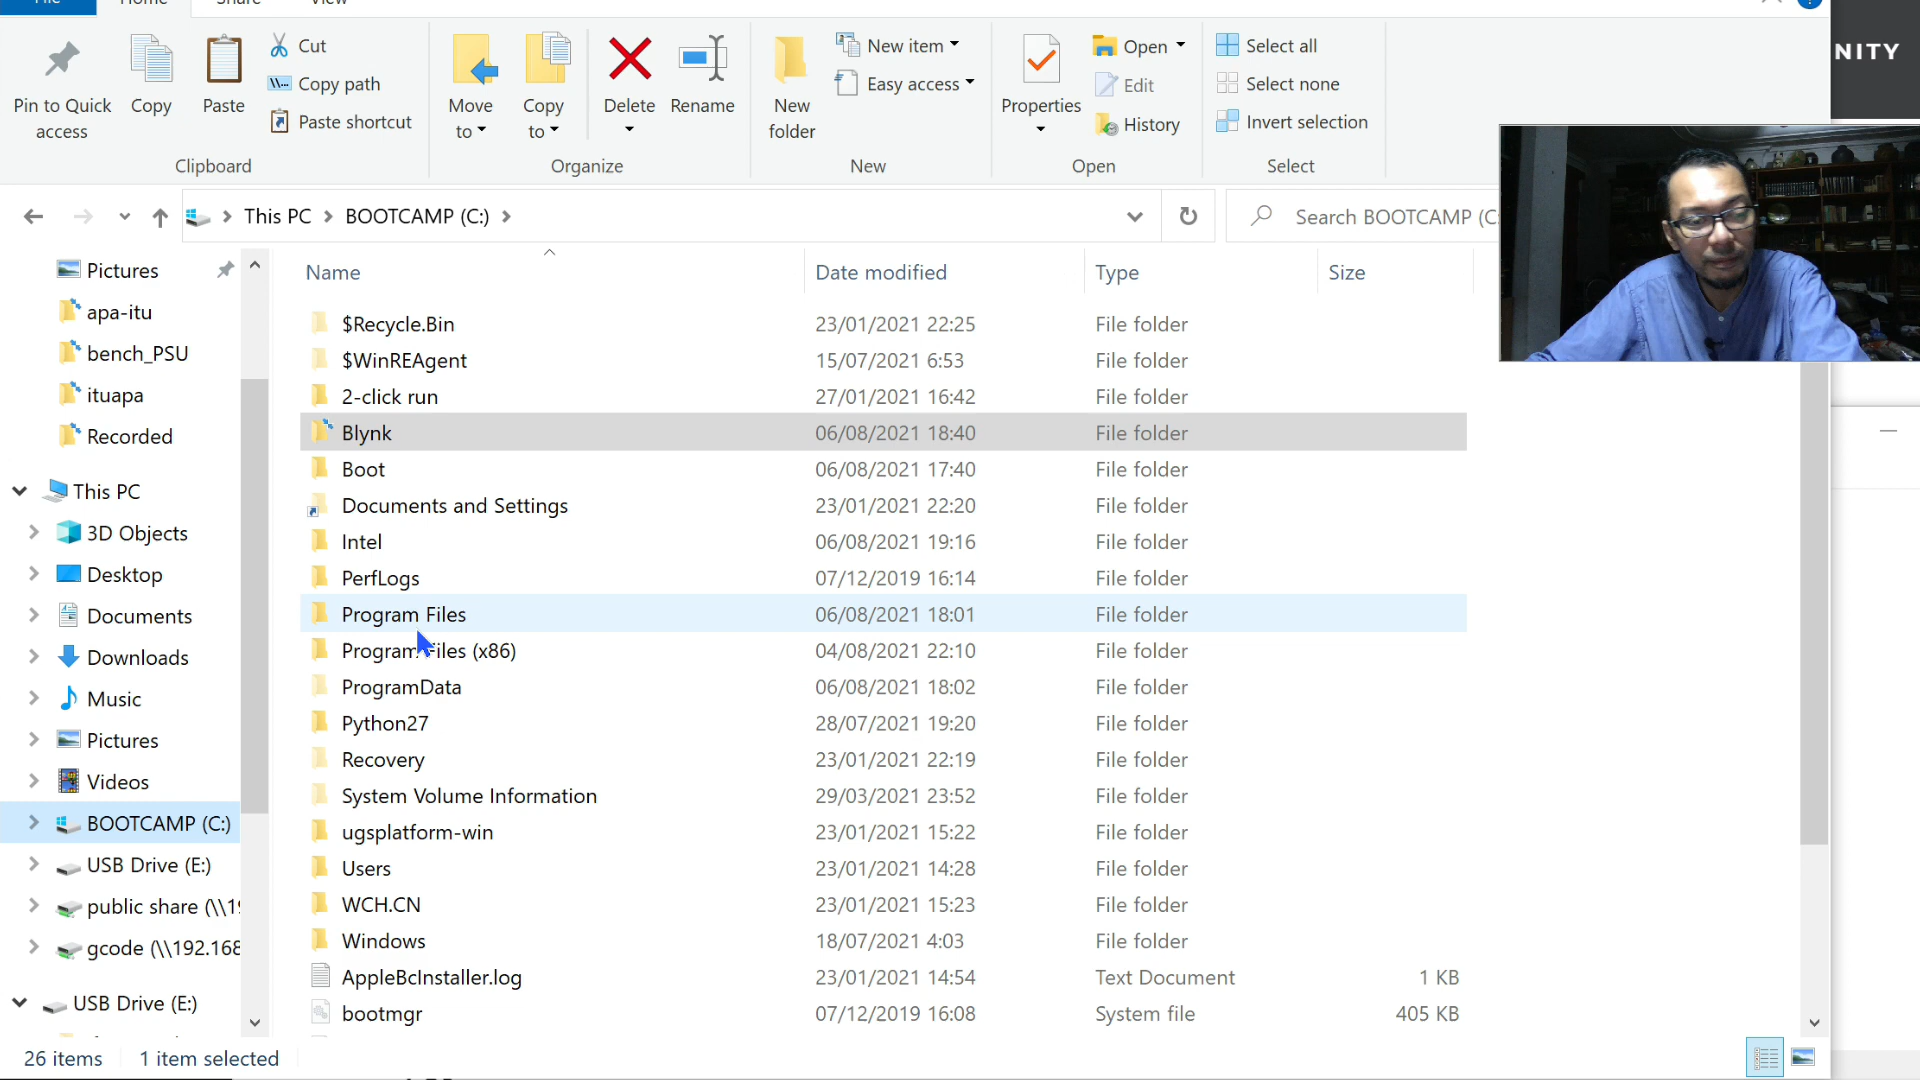 File Home Share View
Pin to Quick access
Copy
Paste
Cut
Copy path
Paste shortcut
Clipboard
Move to
Copy to
Delete
Rename
Organize
New folder
New item
Easy access
New
Properties
Open
Edit
History
Open
Select all
Select none
Invert selection
Select
NITY
This PC BOOTCAMP (C:)
Search BOOTCAMP (C:
Pictures
apa-itu
bench_PSU
ituapa
Recorded
This PC
3D Objects
Desktop
Documents
Downloads
Music
Pictures
Videos
BOOTCAMP (C:)
USB Drive (E:)
public share (\\19
gcode (\\192.168
USB Drive (E:)
Name Date modified Type Size
$Recycle.Bin 23/01/2021 22:25 File folder
$WinREAgent 15/07/2021 6:53 File folder
2-click run 27/01/2021 16:42 File folder
Blynk 06/08/2021 18:40 File folder
Boot 06/08/2021 17:40 File folder
Documents and Settings 23/01/2021 22:20 File folder
Intel 06/08/2021 19:16 File folder
PerfLogs 07/12/2019 16:14 File folder
Program Files 06/08/2021 18:01 File folder
Program Files (x86) 04/08/2021 22:10 File folder
ProgramData 06/08/2021 18:02 File folder
Python27 28/07/2021 19:20 File folder
Recovery 23/01/2021 22:19 File folder
System Volume Information 29/03/2021 23:52 File folder
ugsplatform-win 23/01/2021 15:22 File folder
Users 23/01/2021 14:28 File folder
WCH.CN 23/01/2021 15:23 File folder
Windows 18/07/2021 4:03 File folder
AppleBcInstaller.log 23/01/2021 14:54 Text Document 1 KB
bootmgr 07/12/2019 16:08 System file 405 KB
26 items 1 item selected